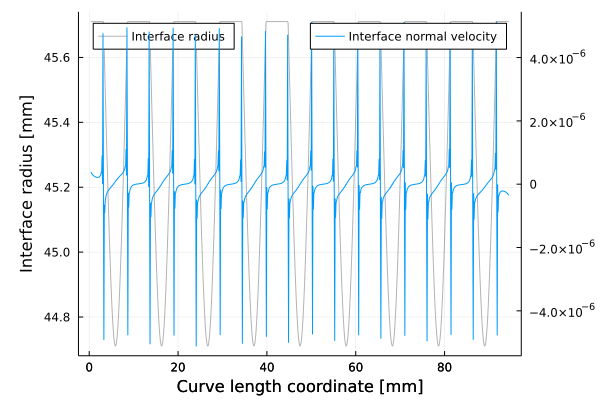 Interface radius
Interface normal velocity
45.6
45.4
45.2
45.0
44.8
4.0×10⁻⁶
2.0×10⁻⁶
0
−2.0×10⁻⁶
−4.0×10⁻⁶
Interface radius [mm]
0 20 40 60 80
Curve length coordinate [mm]